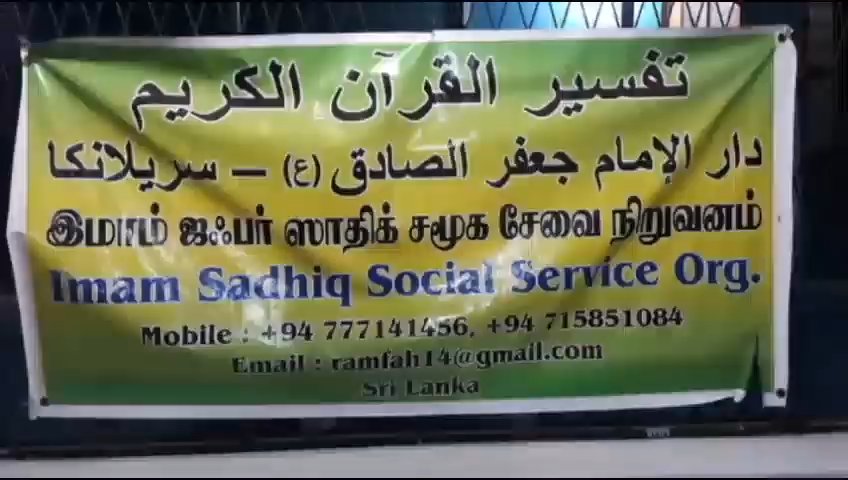 تفسير القرآن الكريم
دار الإمام جعفر الصادق (ع) – سريلانكا
இமாம் ஜஃபர் ஸாதிக் சமூக சேவை நிறுவனம்
Imam Sadhiq Social Service Org.
Mobile : +94 777141456, +94 715851084
Email : ramfah14@gmail.com
Sri Lanka